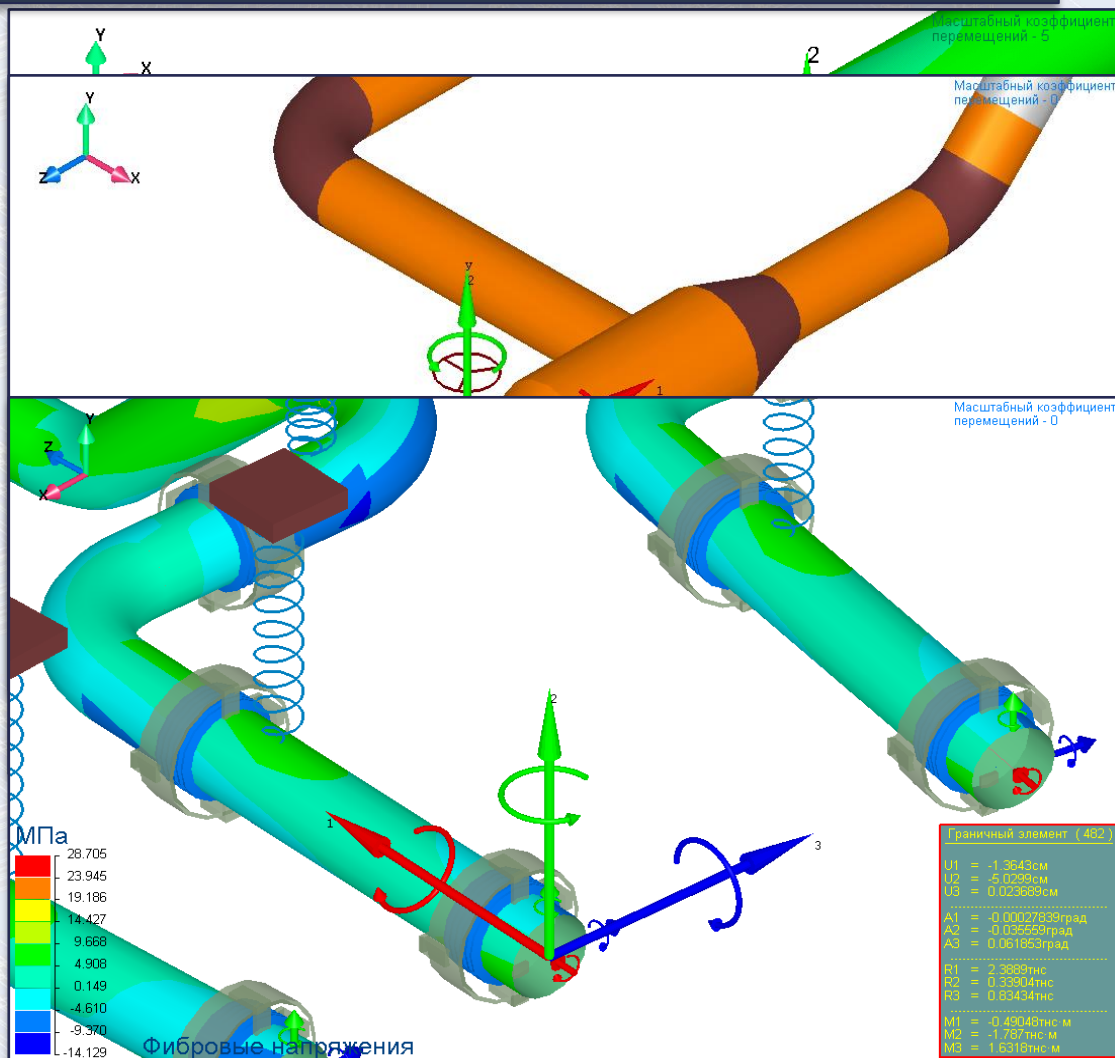 Масштабный коэффициент
перемещений - 5
Y
X
2
Масштабный коэффициент
перемещений - 0
Y
Z
X
y
2
1
Масштабный коэффициент
перемещений - 0
Y
Z
X
2
1
3
МПа
28.705
23.945
19.186
14.427
9.668
4.908
0.149
-4.610
-9.370
-14.129
Фибровые напряжения
Граничный элемент ( 482 )
U1 = -1.3643см
U2 = -5.0299см
U3 = 0.023689см
A1 = -0.00027839град
A2 = -0.035559град
A3 = 0.061853град
R1 = 2.3889тнс
R2 = 0.33904тнс
R3 = 0.83434тнс
M1 = -0.49048тнс·м
M2 = -1.787тнс·м
M3 = 1.6318тнс·м